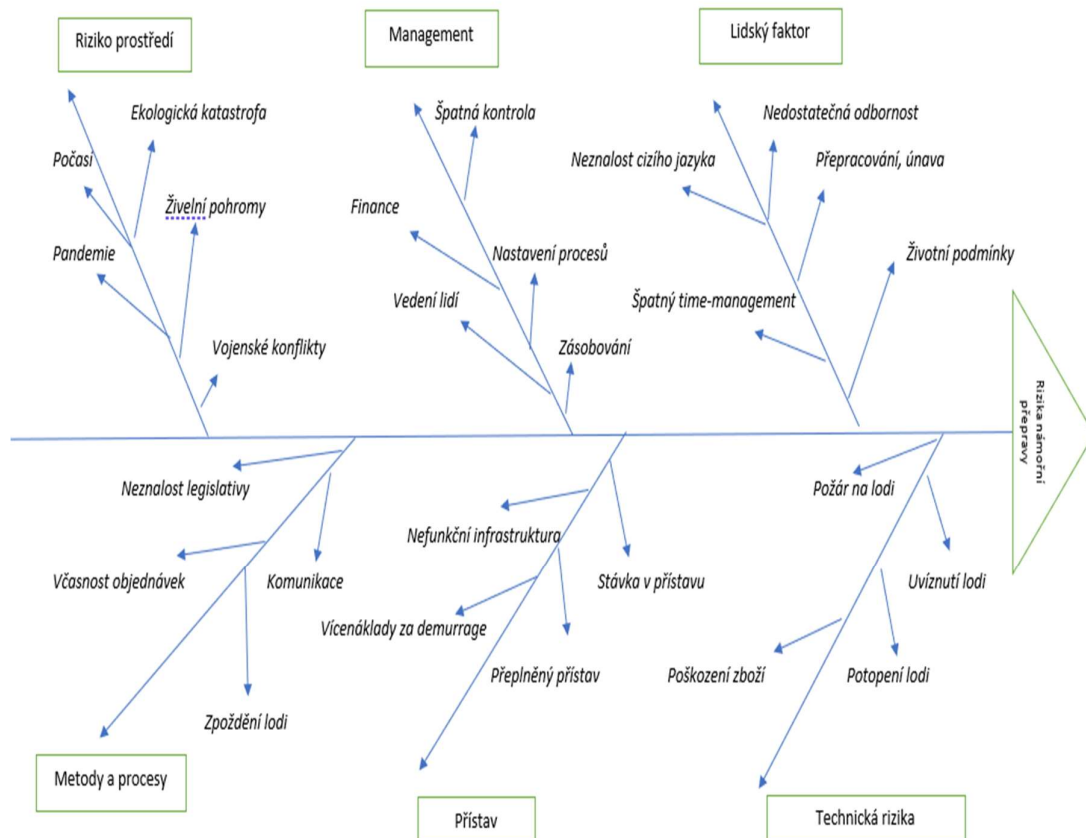 Riziko prostředí
Management
Lidský faktor
Ekologická katastrofa
Špatná kontrola
Nedostatečná odbornost
Počasí
Neznalost cizího jazyka
Přepracování, únava
Živelní pohromy
Finance
Pandemie
Nastavení procesů
Životní podmínky
Vedení lidí
Špatný time-management
Vojenské konflikty
Zásobování
Rizika námořní
přepravy
Neznalost legislativy
Požár na lodi
Nefunkční infrastruktura
Včasnost objednávek
Komunikace
Stávka v přístavu
Uvíznutí lodi
Vícenáklady za demurrage
Přeplněný přístav
Poškození zboží
Potopení lodi
Zpoždění lodi
Metody a procesy
Přístav
Technická rizika